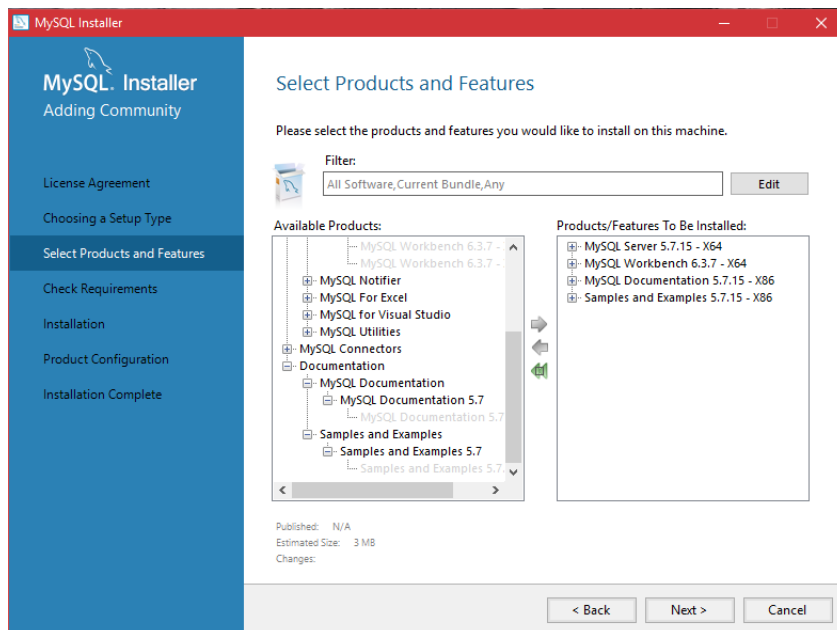 MySQL Installer
MySQL. Installer
Adding Community
License Agreement
Choosing a Setup Type
Select Products and Features
Check Requirements
Installation
Product Configuration
Installation Complete
Select Products and Features
Please select the products and features you would like to install on this machine.
Filter:
All Software,Current Bundle,Any
Edit
Available Products:
MySQL Workbench 6.3.7 -
MySQL Workbench 6.3.7 -
MySQL Notifier
MySQL For Excel
MySQL for Visual Studio
MySQL Utilities
MySQL Connectors
Documentation
MySQL Documentation
MySQL Documentation 5.7
MySQL Documentation 5.7
Samples and Examples
Samples and Examples 5.7
Samples and Examples 5.7.
Products/Features To Be Installed:
MySQL Server 5.7.15 - X64
MySQL Workbench 6.3.7 - X64
MySQL Documentation 5.7.15 - X86
Samples and Examples 5.7.15 - X86
Published: N/A
Estimated Size: 3 MB
Changes:
< Back
Next >
Cancel